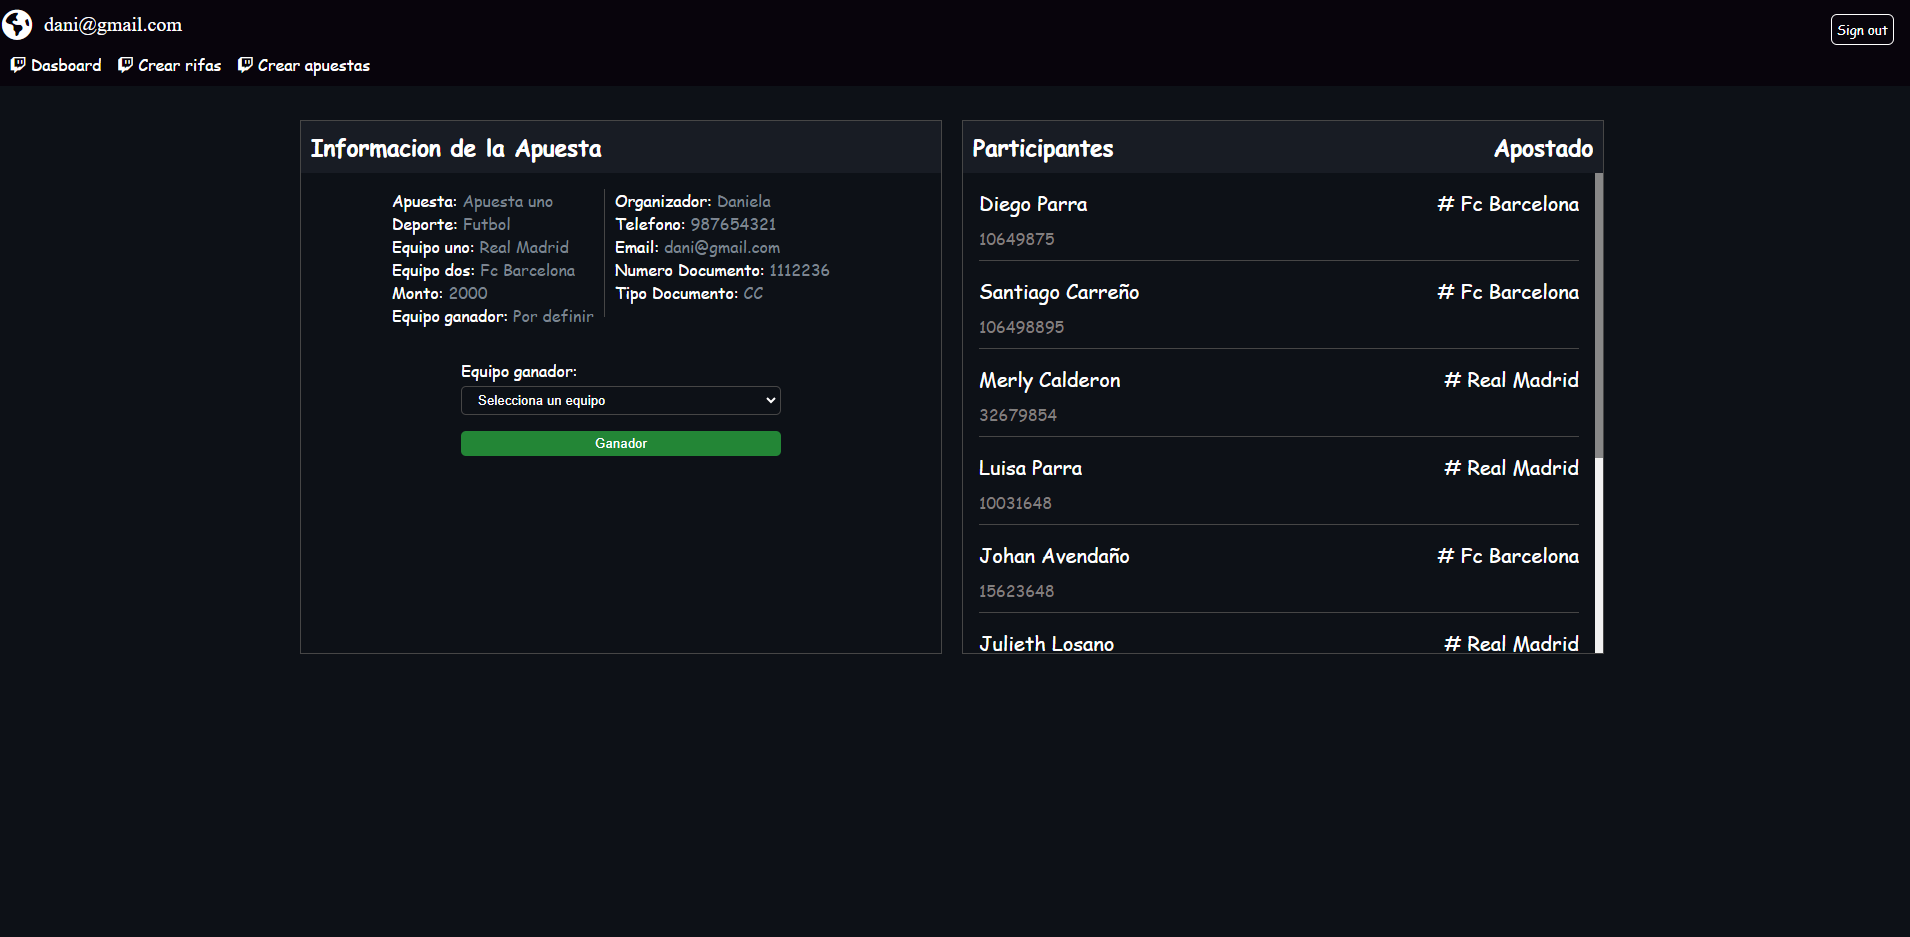 dani@gmail.com
Sign out
Dasboard Crear rifas Crear apuestas
Informacion de la Apuesta
Apuesta: Apuesta uno
Deporte: Futbol
Equipo uno: Real Madrid
Equipo dos: Fc Barcelona
Monto: 2000
Equipo ganador: Por definir
Organizador: Daniela
Telefono: 987654321
Email: dani@gmail.com
Numero Documento: 1112236
Tipo Documento: CC
Equipo ganador:
Selecciona un equipo
Ganador
Participantes Apostado
Diego Parra # Fc Barcelona
10649875
Santiago Carreño # Fc Barcelona
106498895
Merly Calderon # Real Madrid
32679854
Luisa Parra # Real Madrid
10031648
Johan Avendaño # Fc Barcelona
15623648
Julieth Losano # Real Madrid